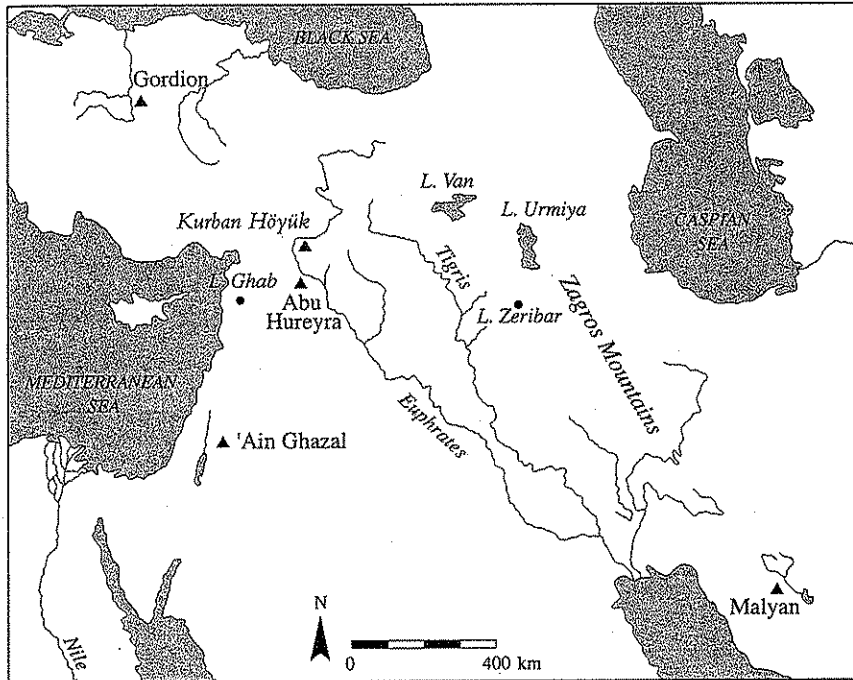 BLACK SEA
Gordion
L. Van
Kurban Höyük
L. Urmiya
CASPIAN
SEA
Tigris
L. Ghab
Abu
Hureyra
L. Zeribar
Zagros Mountains
MEDITERRANEAN
SEA
Euphrates
'Ain Ghazal
N
Malyan
0 400 km
Nile